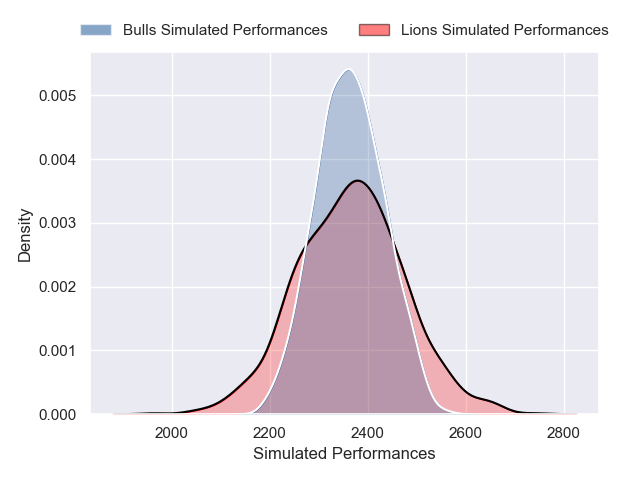 Bulls Simulated Performances Lions Simulated Performances
0.005
0.004
0.003
0.002
0.001
0.000
Density
2000 2200 2400 2600 2800
Simulated Performances